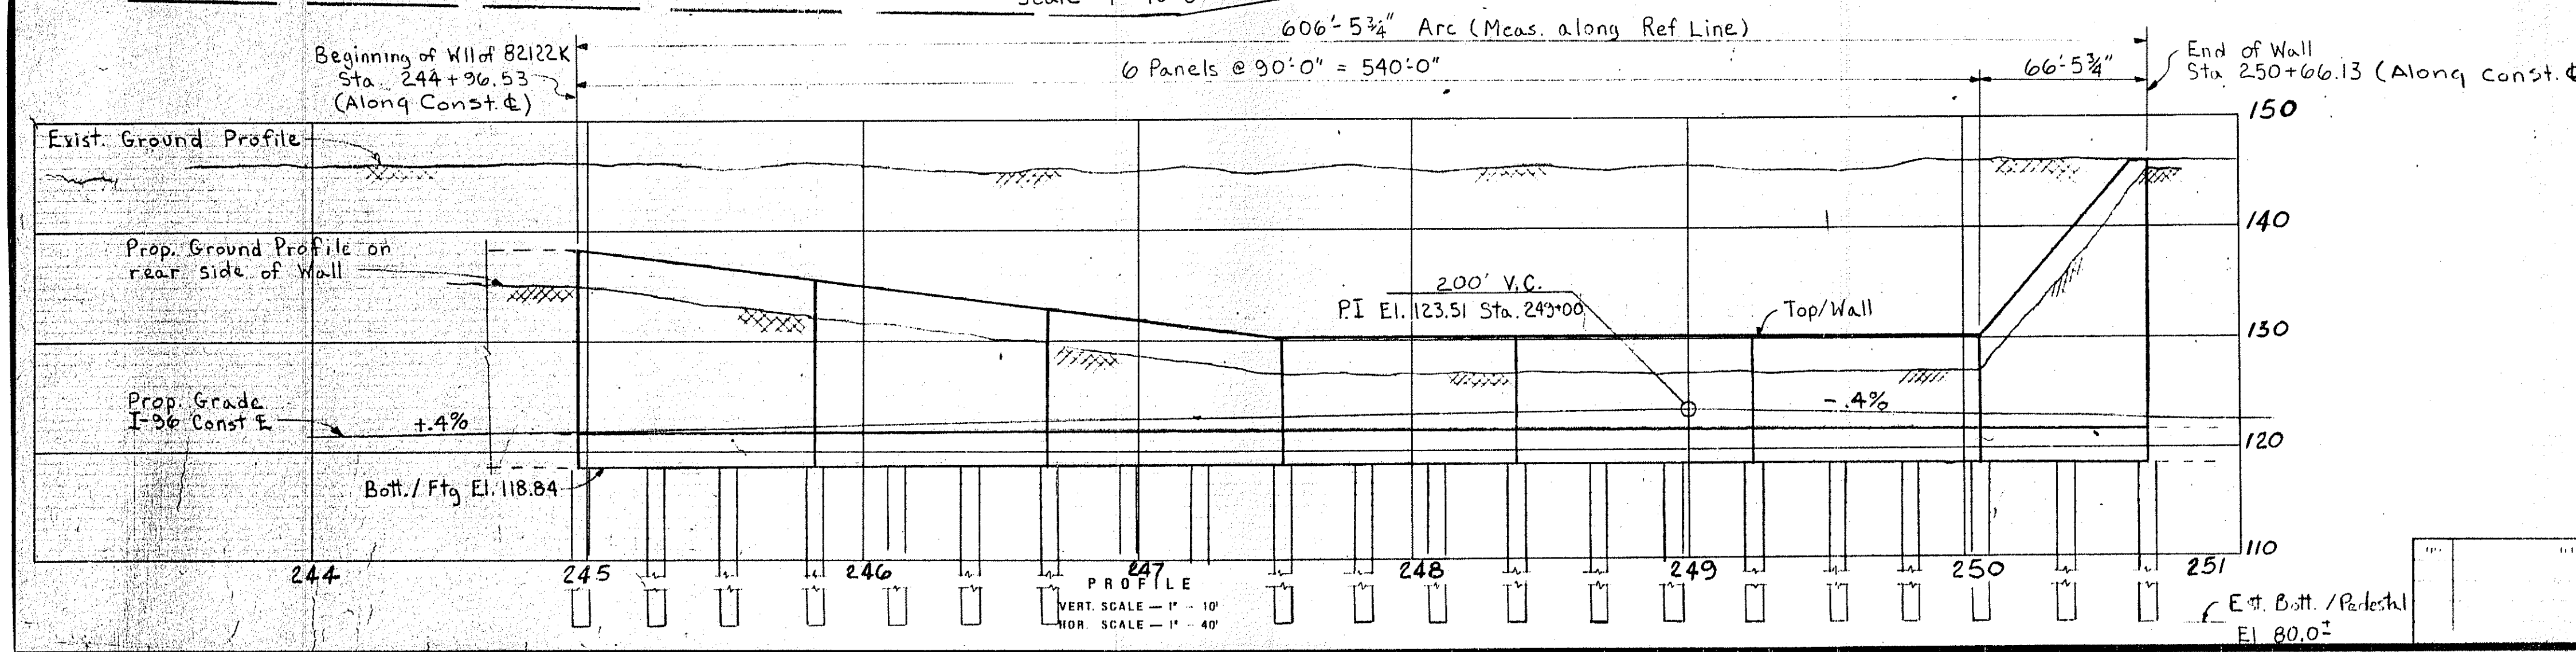 606'-5¾" Arc (Meas. along Ref Line)
Beginning of Wll of 82122K
Sta. 244+96.53
(Along Const. ℄)
6 Panels @ 90'-0" = 540'-0"
66'-5¾"
End of Wall
Sta 250+66.13 (Along Const. ℄
150
Exist. Ground Profile
140
Prop. Ground Profile on
rear side of Wall
200' V.C.
P.I El. 123.51 Sta. 249+00
Top/Wall
130
Prop. Grade
I-96 Const ℄
+.4%
-.4%
120
Bott./Ftg El. 118.84
110
244 245 246 247 248 249 250 251
PROFILE
VERT. SCALE — 1" - 10'
HOR. SCALE — 1" - 40'
Est. Bott. / Pedestal
El 80.0±